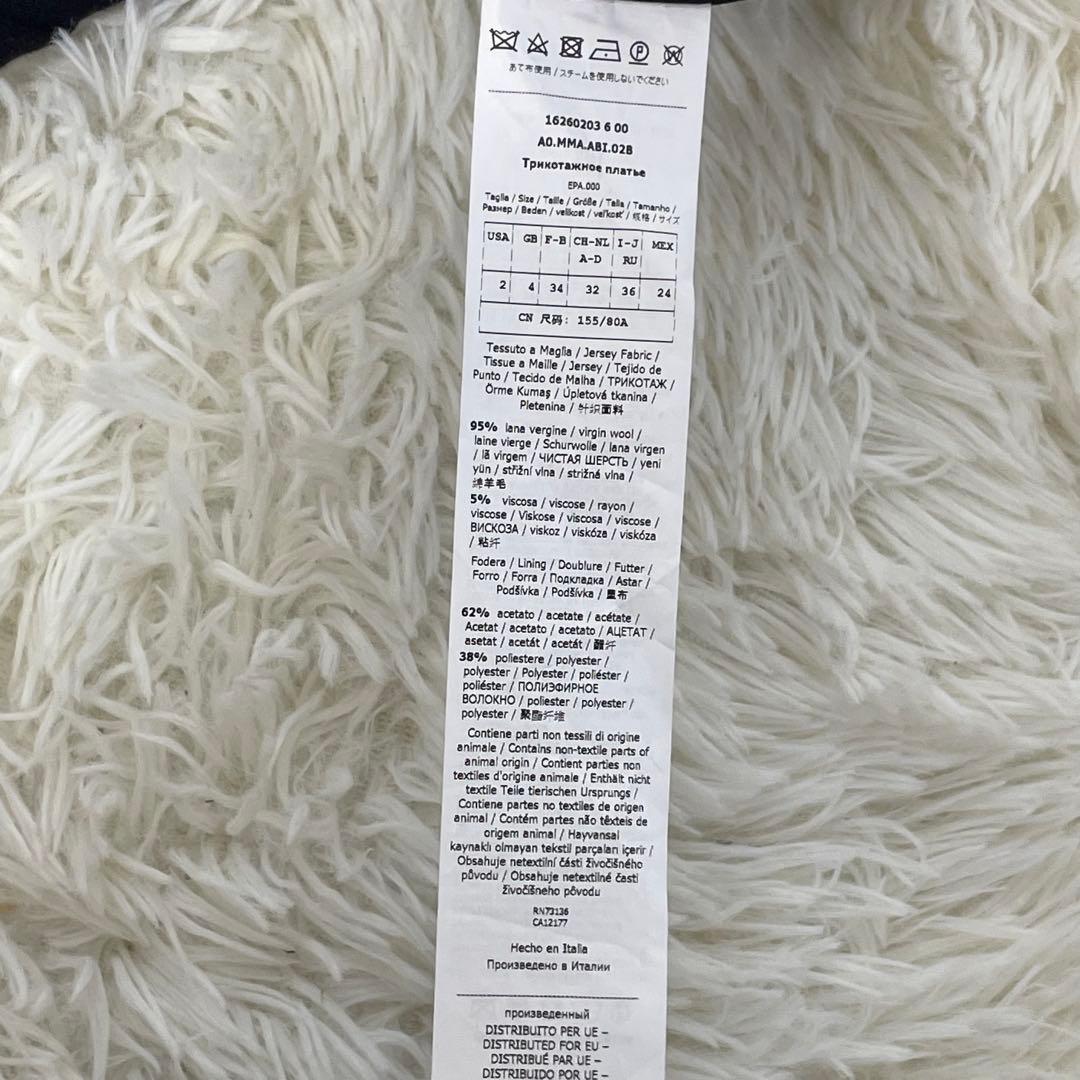 あて布使用 / スチームを使用しないでください
16260203 6 00
A0.MMA.ABI.02B
Трикотажное платье
EPA.000
Taglia / Size / Taille / Größe / Talla / Tamanho /
Размер / Beden / velikost / veľkosť / 规格 / サイズ
USA GB F-B CH-NL I-J MEX
A-D RU
2 4 34 32 36 24
CN 尺码: 155/80A
Tessuto a Maglia / Jersey Fabric /
Tissue a Maille / Jersey / Tejido de
Punto / Tecido de Malha / ТРИКОТАЖ /
Örme Kumaş / Úpletová tkanina /
Pletenina / 针织面料
95% lana vergine / virgin wool /
laine vierge / Schurwolle / lana virgen
/ lã virgem / ЧИСТАЯ ШЕРСТЬ / yeni
yün / střižní vlna / strižná vlna /
绵羊毛
5% viscosa / viscose / rayon /
viscose / Viskose / viscosa / viscose /
ВИСКОЗА / viskoz / viskóza / viskóza
/ 粘纤
Fodera / Lining / Doublure / Futter /
Forro / Forra / Подкладка / Astar /
Podšívka / Podšívka / 里布
62% acetato / acetate / acétate /
Acetat / acetato / acetato / АЦЕТАТ /
asetat / acetát / acetát / 醋纤
38% poliestere / polyester /
polyester / Polyester / poliéster /
poliéster / ПОЛИЭФИРНОЕ
ВОЛОКНО / poliester / polyester /
polyester / 聚酯纤维
Contiene parti non tessili di origine
animale / Contains non-textile parts of
animal origin / Contient parties non
textiles d'origine animale / Enthält nicht
textile Teile tierischen Ursprungs /
Contiene partes no textiles de origen
animal / Contém partes não têxteis de
origem animal / Hayvansal
kaynaklı olmayan tekstil parçaları içerir /
Obsahuje netextilní části živočišného
původu / Obsahuje netextilné časti
živočíšneho pôvodu
RN73136
CA12177
Hecho en Italia
Произведено в Италии
произведенный
DISTRIBUITO PER UE –
DISTRIBUTED FOR EU –
DISTRIBUÉ PAR UE –
DISTRIBUIDO POR UE –